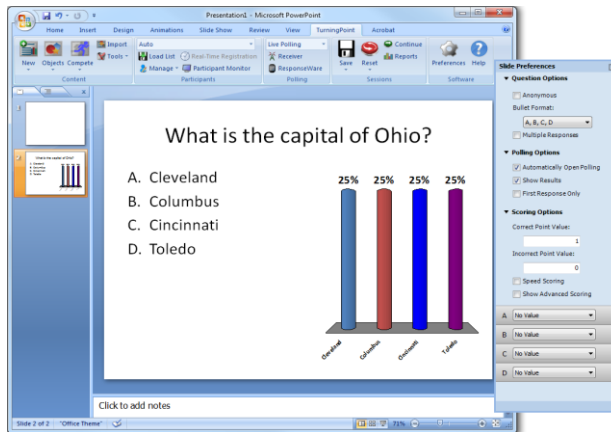 Presentation1 - Microsoft PowerPoint
Home Insert Design Animations Slide Show Review View TurningPoint Acrobat
New Objects Compete
Import
Tools
Content
Auto
Load List Real-Time Registration
Manage Participant Monitor
Participants
Live Polling
Receiver
ResponseWare
Polling
Save Reset
Continue
Reports
Sessions
Preferences Help
Software
What is the capital of Ohio?
A. Cleveland
B. Columbus
C. Cincinnati
D. Toledo
25% 25% 25% 25%
Cleveland Columbus Cincinnati Toledo
Click to add notes
Slide 2 of 2 "Office Theme" 71%
Slide Preferences
Question Options
Anonymous
Bullet Format:
A, B, C, D
Multiple Responses
Polling Options
Automatically Open Polling
Show Results
First Response Only
Scoring Options
Correct Point Value:
1
Incorrect Point Value:
0
Speed Scoring
Show Advanced Scoring
A No Value
B No Value
C No Value
D No Value